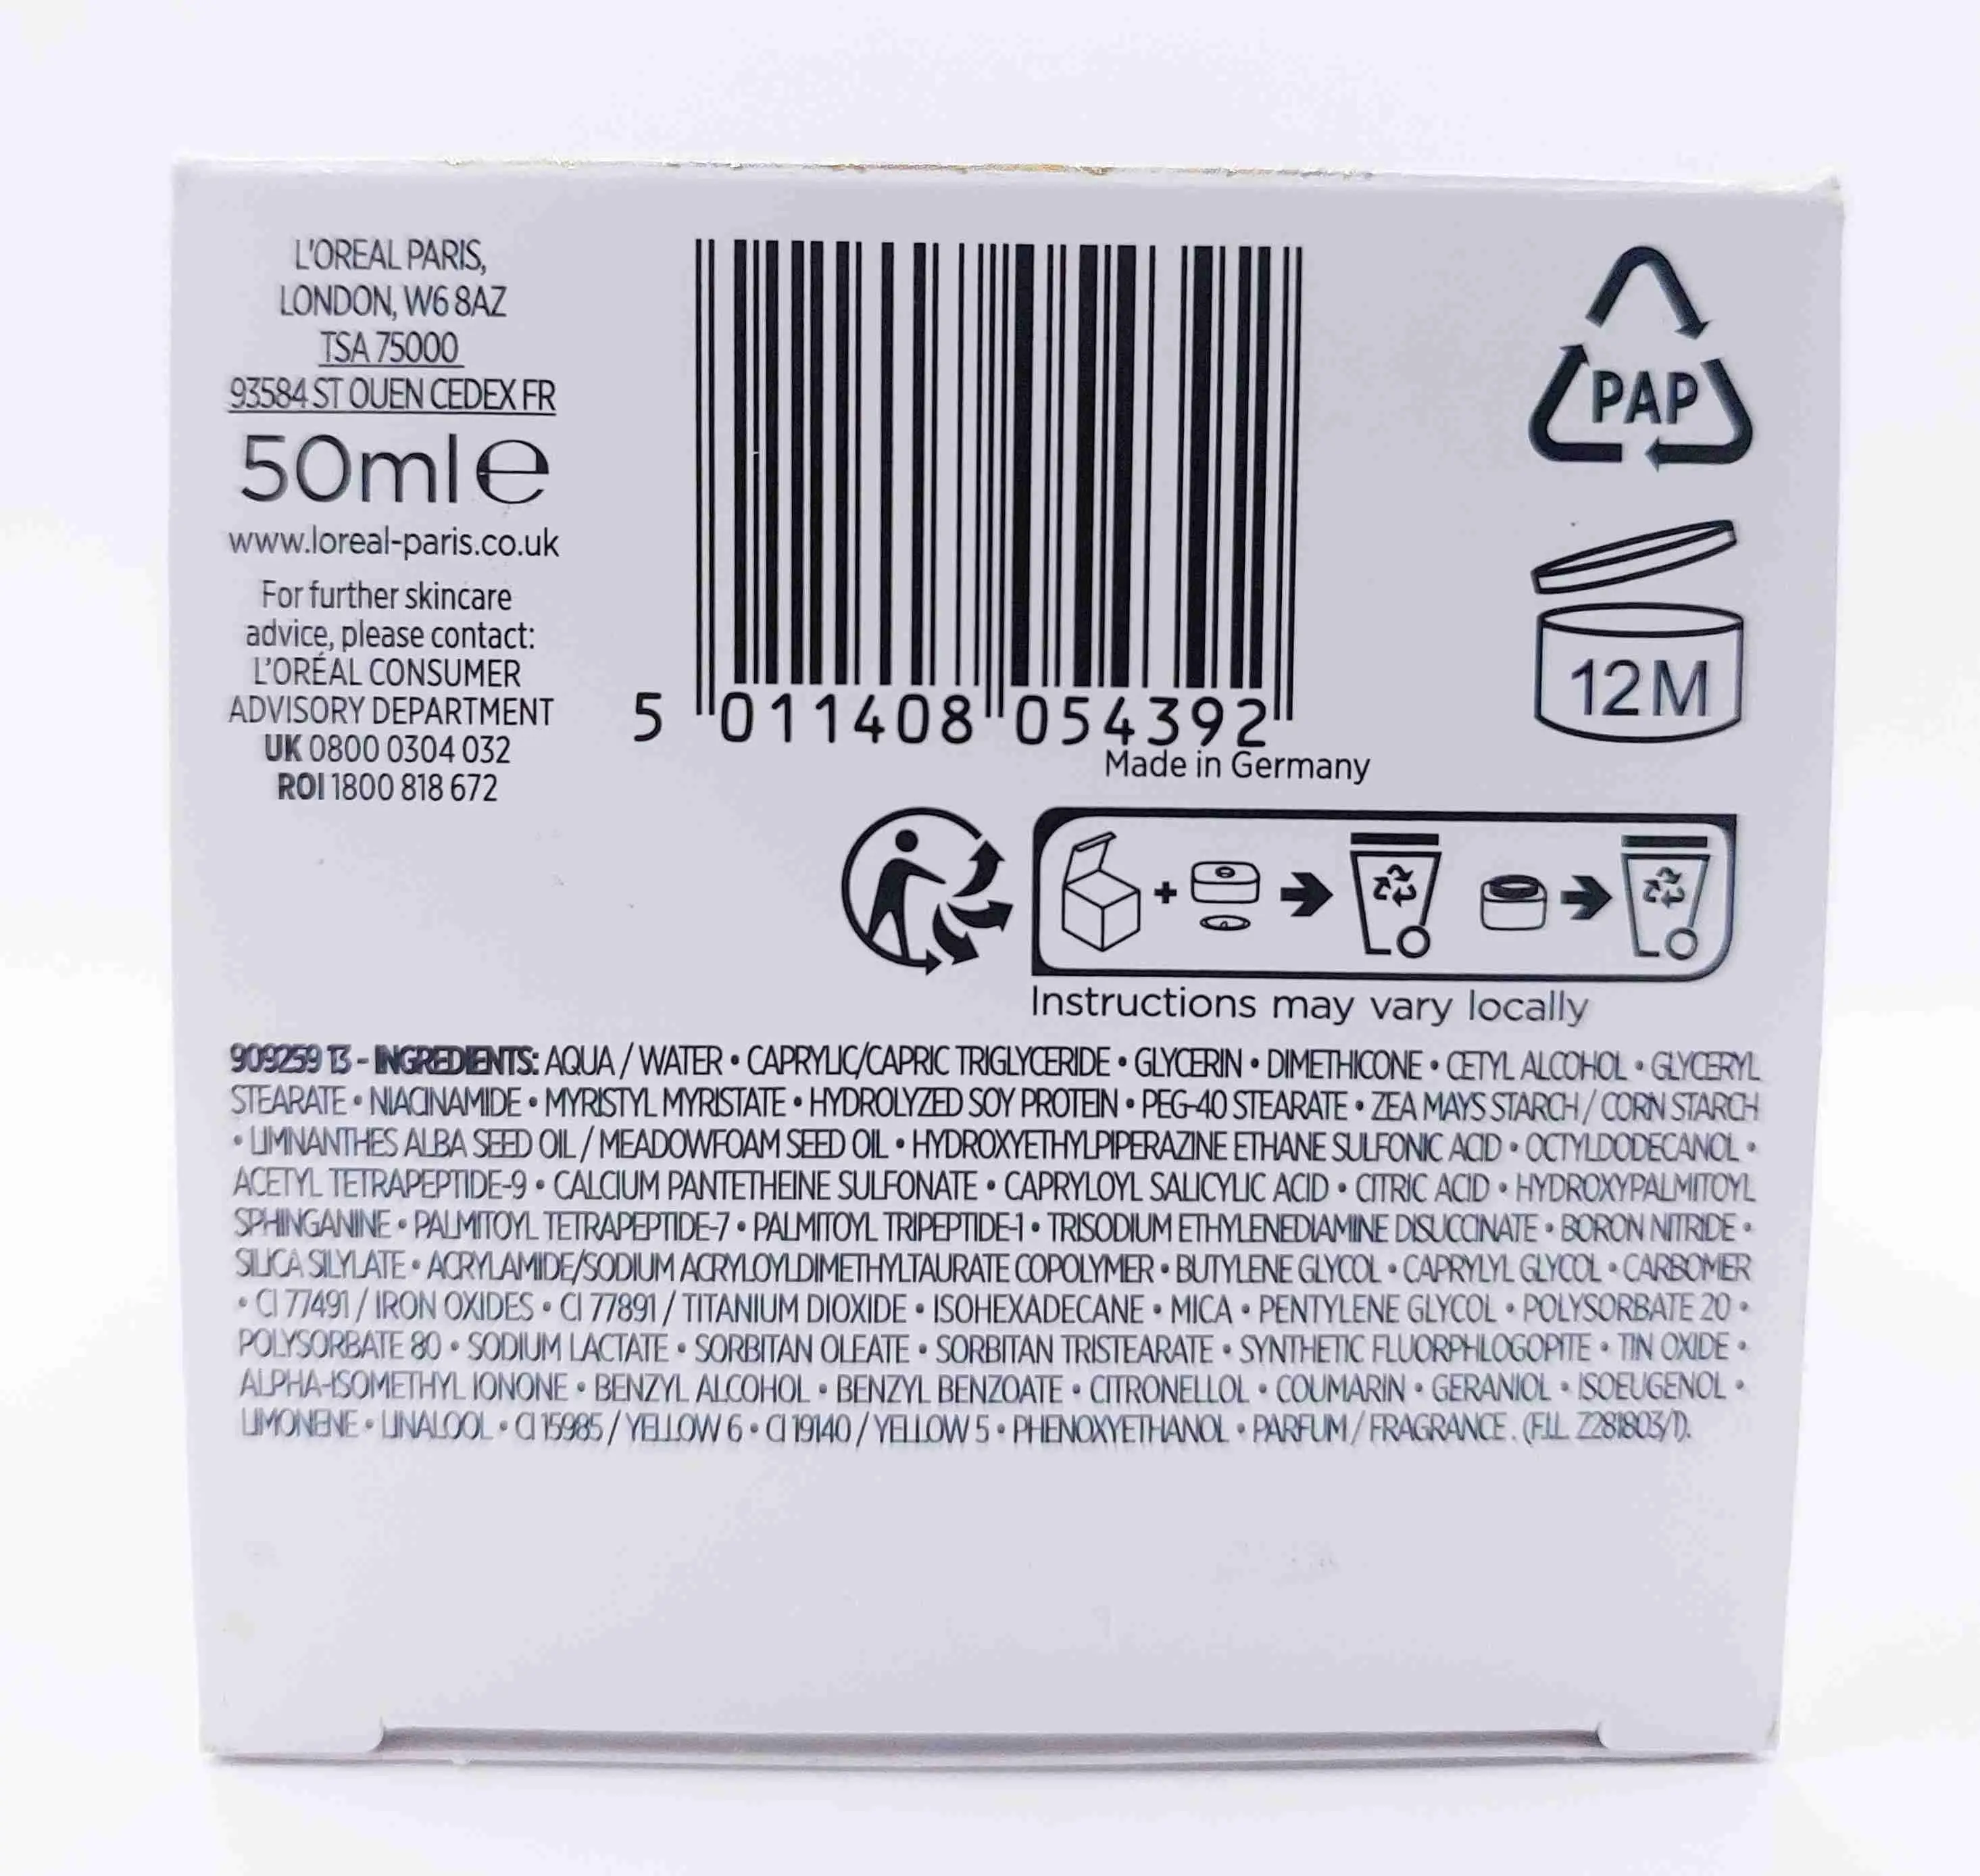 L'OREAL PARIS,
LONDON, W6 8AZ
TSA 75000
93584 ST OUEN CEDEX FR
50ml e
www.loreal-paris.co.uk
For further skincare
advice, please contact:
L'ORÉAL CONSUMER
ADVISORY DEPARTMENT
UK 0800 0304 032
ROI 1800 818 672
5 011408 054392
Made in Germany
PAP
12M
Instructions may vary locally
909259 13 - INGREDIENTS: AQUA / WATER • CAPRYLIC/CAPRIC TRIGLYCERIDE • GLYCERIN • DIMETHICONE • CETYL ALCOHOL • GLYCERYL
STEARATE • NIACINAMIDE • MYRISTYL MYRISTATE • HYDROLYZED SOY PROTEIN • PEG-40 STEARATE • ZEA MAYS STARCH / CORN STARCH
• LIMNANTHES ALBA SEED OIL / MEADOWFOAM SEED OIL • HYDROXYETHYLPIPERAZINE ETHANE SULFONIC ACID • OCTYLDODECANOL •
ACETYL TETRAPEPTIDE-9 • CALCIUM PANTETHEINE SULFONATE • CAPRYLOYL SALICYLIC ACID • CITRIC ACID • HYDROXYPALMITOYL
SPHINGANINE • PALMITOYL TETRAPEPTIDE-7 • PALMITOYL TRIPEPTIDE-1 • TRISODIUM ETHYLENEDIAMINE DISUCCINATE • BORON NITRIDE •
SILICA SILYLATE • ACRYLAMIDE/SODIUM ACRYLOYLDIMETHYLTAURATE COPOLYMER • BUTYLENE GLYCOL • CAPRYLYL GLYCOL • CARBOMER
• CI 77491 / IRON OXIDES • CI 77891 / TITANIUM DIOXIDE • ISOHEXADECANE • MICA • PENTYLENE GLYCOL • POLYSORBATE 20 •
POLYSORBATE 80 • SODIUM LACTATE • SORBITAN OLEATE • SORBITAN TRISTEARATE • SYNTHETIC FLUORPHLOGOPITE • TIN OXIDE •
ALPHA-ISOMETHYL IONONE • BENZYL ALCOHOL • BENZYL BENZOATE • CITRONELLOL • COUMARIN • GERANIOL • ISOEUGENOL •
LIMONENE • LINALOOL • CI 15985 / YELLOW 6 • CI 19140 / YELLOW 5 • PHENOXYETHANOL • PARFUM / FRAGRANCE . (F.I.L. Z281803/1).